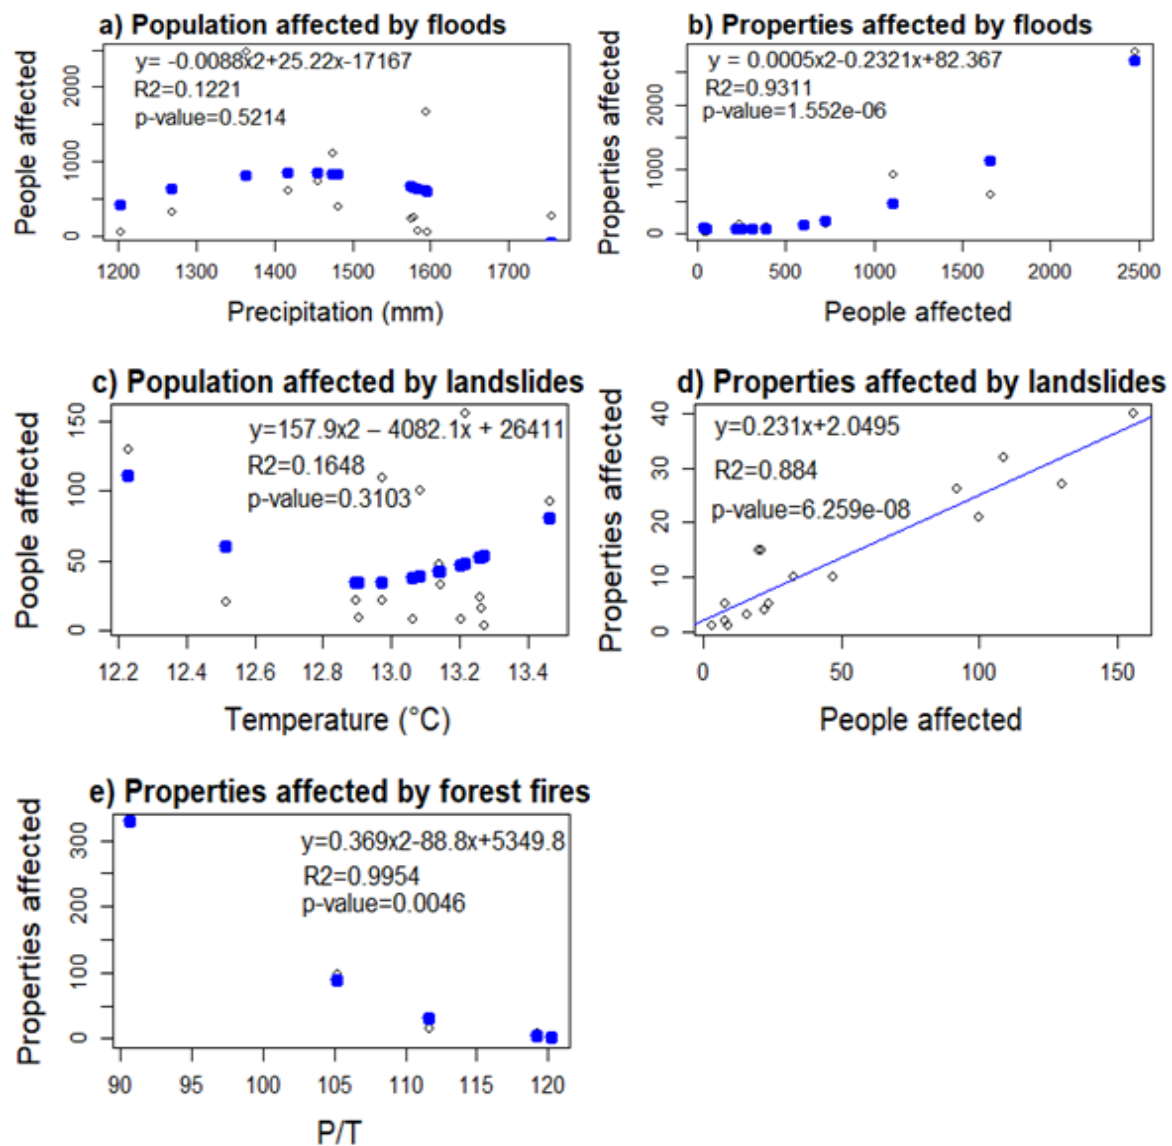 a) Population affected by floods
y= -0.0088x2+25.22x-17167
R2=0.1221
p-value=0.5214
People affected
0 1000 2000
1200 1300 1400 1500 1600 1700
Precipitation (mm)
b) Properties affected by floods
y = 0.0005x2-0.2321x+82.367
R2=0.9311
p-value=1.552e-06
Properties affected
0 1000 2000
0 500 1000 1500 2000 2500
People affected
c) Population affected by landslides
y=157.9x2 – 4082.1x + 26411
R2=0.1648
p-value=0.3103
Poople affected
0 50 100 150
12.2 12.4 12.6 12.8 13.0 13.2 13.4
Temperature (°C)
d) Properties affected by landslides
y=0.231x+2.0495
R2=0.884
p-value=6.259e-08
Properties affected
0 10 20 30 40
0 50 100 150
People affected
e) Properties affected by forest fires
y=0.369x2-88.8x+5349.8
R2=0.9954
p-value=0.0046
Properties affected
0 100 200 300
90 95 100 105 110 115 120
P/T